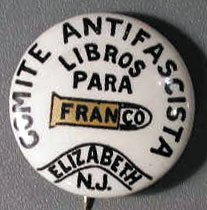 COMITE ANTIFASCISTA
LIBROS
PARA
FRANCO
ELIZABETH
N.J.